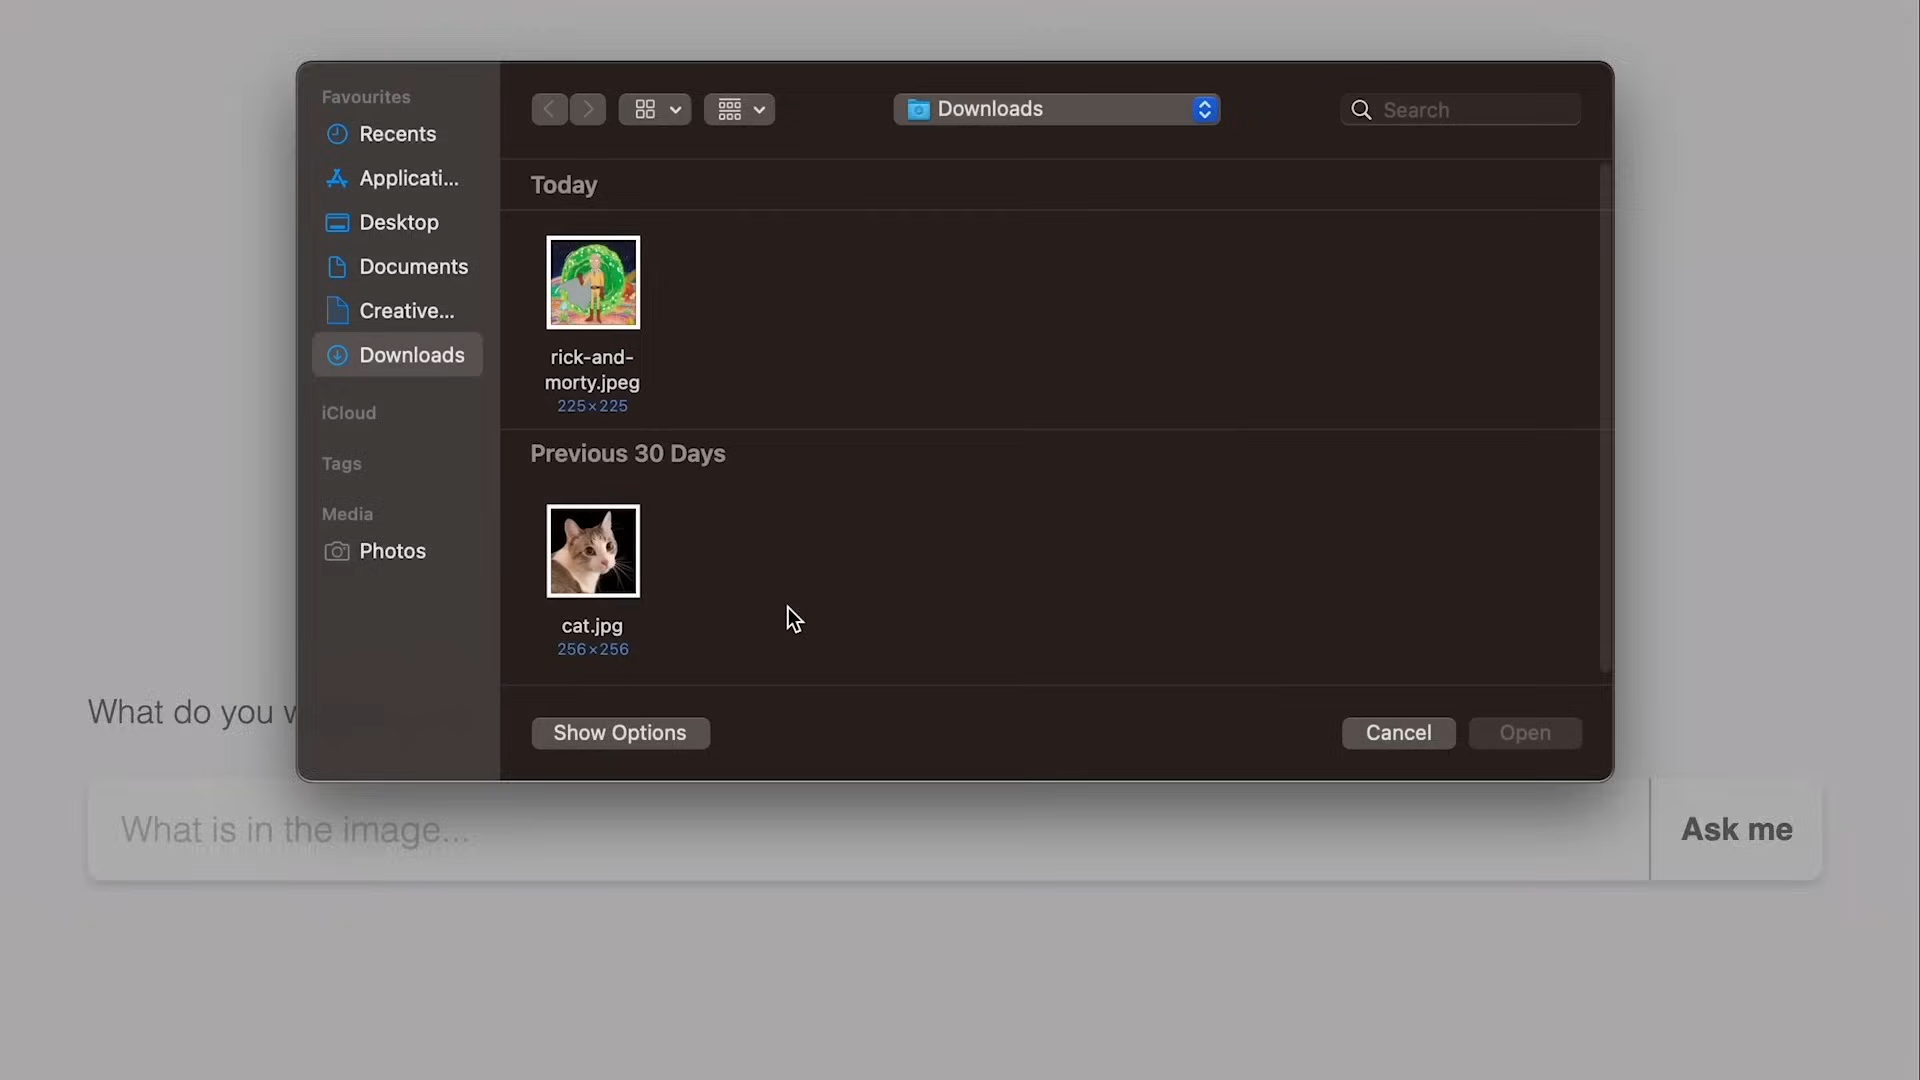 Favourites
Recents
Applicati...
Desktop
Documents
Creative...
Downloads
iCloud
Tags
Media
Photos
Downloads
Search
Today
rick-and-
morty.jpeg
225×225
Previous 30 Days
cat.jpg
256×256
Show Options
Cancel
Open
What do you
What is in the image...
Ask me